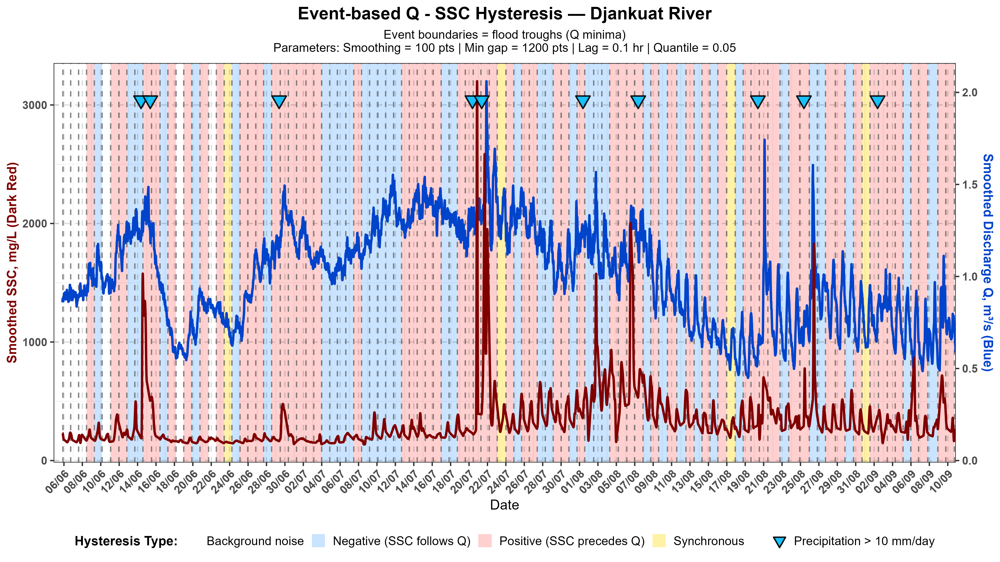 Event-based Q - SSC Hysteresis — Djankuat River
Event boundaries = flood troughs (Q minima)
Parameters: Smoothing = 100 pts | Min gap = 1200 pts | Lag = 0.1 hr | Quantile = 0.05
Smoothed SSC, mg/L (Dark Red)
3000
2000
1000
0
2.0
1.5
1.0
0.5
0.0
Smoothed Discharge Q, m³/s (Blue)
06/06 08/06 10/06 12/06 14/06 16/06 18/06 20/06 22/06 24/06 26/06 28/06 30/06 02/07 04/07 06/07 08/07 10/07 12/07 14/07 16/07 18/07 20/07 22/07 24/07 26/07 28/07 30/07 01/08 03/08 05/08 07/08 09/08 11/08 13/08 15/08 17/08 19/08 21/08 23/08 25/08 27/08 29/08 31/08 02/09 04/09 06/09 08/09 10/09
Date
Hysteresis Type: Background noise Negative (SSC follows Q) Positive (SSC precedes Q) Synchronous Precipitation > 10 mm/day